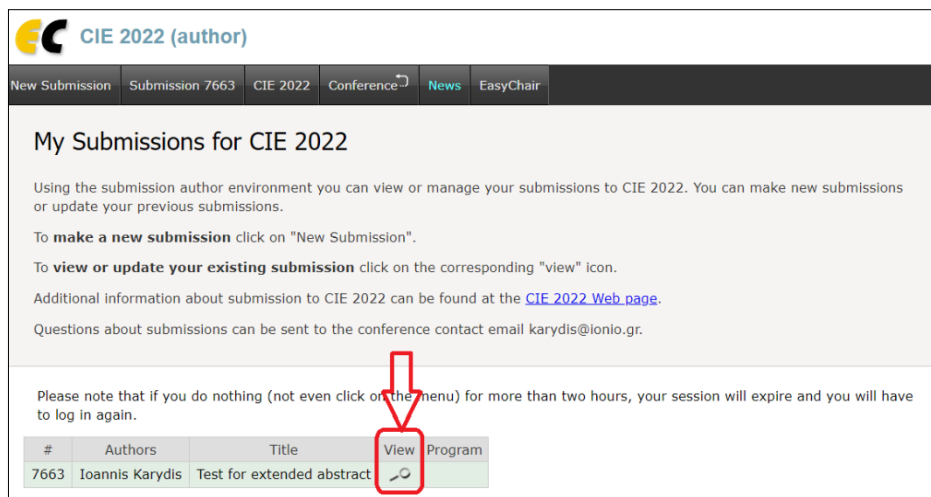 EC CIE 2022 (author)
New Submission Submission 7663 CIE 2022 Conference News EasyChair
My Submissions for CIE 2022
Using the submission author environment you can view or manage your submissions to CIE 2022. You can make new submissions
or update your previous submissions.
To make a new submission click on "New Submission".
To view or update your existing submission click on the corresponding "view" icon.
Additional information about submission to CIE 2022 can be found at the CIE 2022 Web page.
Questions about submissions can be sent to the conference contact email karydis@ionio.gr.
Please note that if you do nothing (not even click on the menu) for more than two hours, your session will expire and you will have
to log in again.
# Authors Title View Program
7663 Ioannis Karydis Test for extended abstract